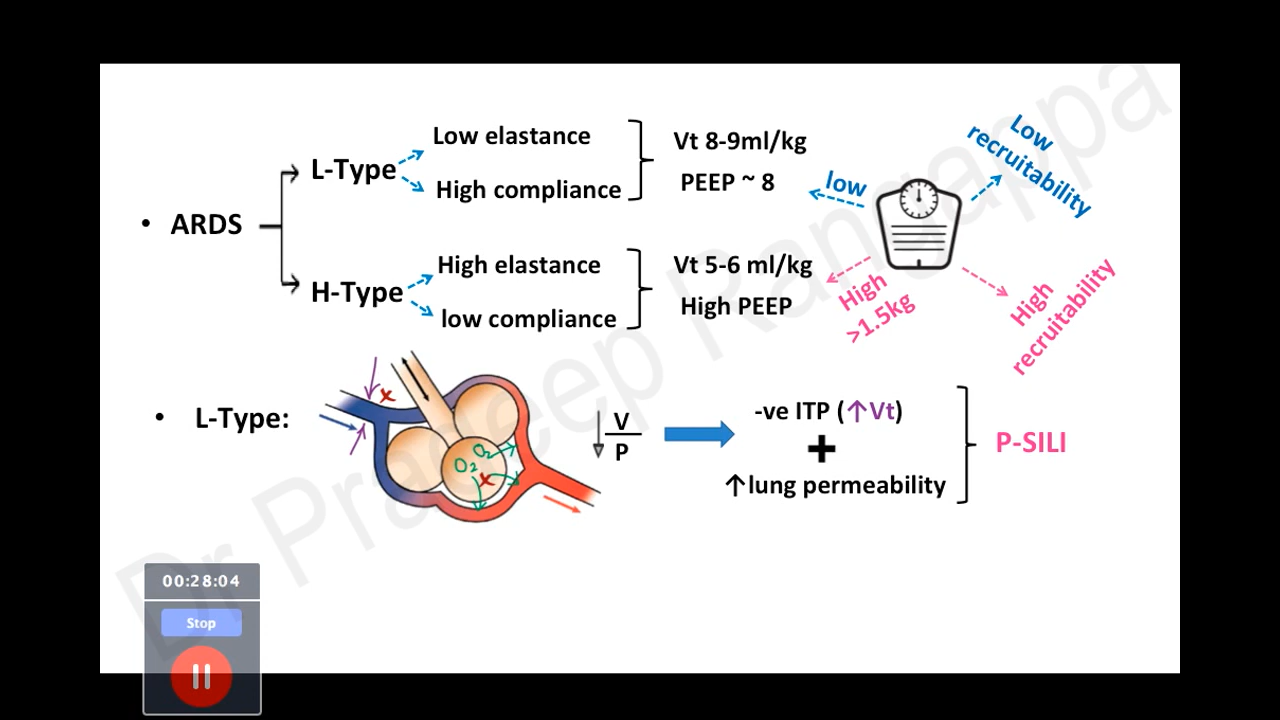 Low elastance
• ARDS
L-Type
High compliance
Vt 8-9ml/kg
PEEP ~ 8
low
Low
recruitability
H-Type
High elastance
low compliance
Vt 5-6 ml/kg
High PEEP
High
>1.5kg
High
recruitability
• L-Type:
x
O₂
O₂
x
↓ V
P
-ve ITP (↑Vt)
+
↑lung permeability
P-SILI
Dr Pradeep Rangappa
00:28:04
Stop